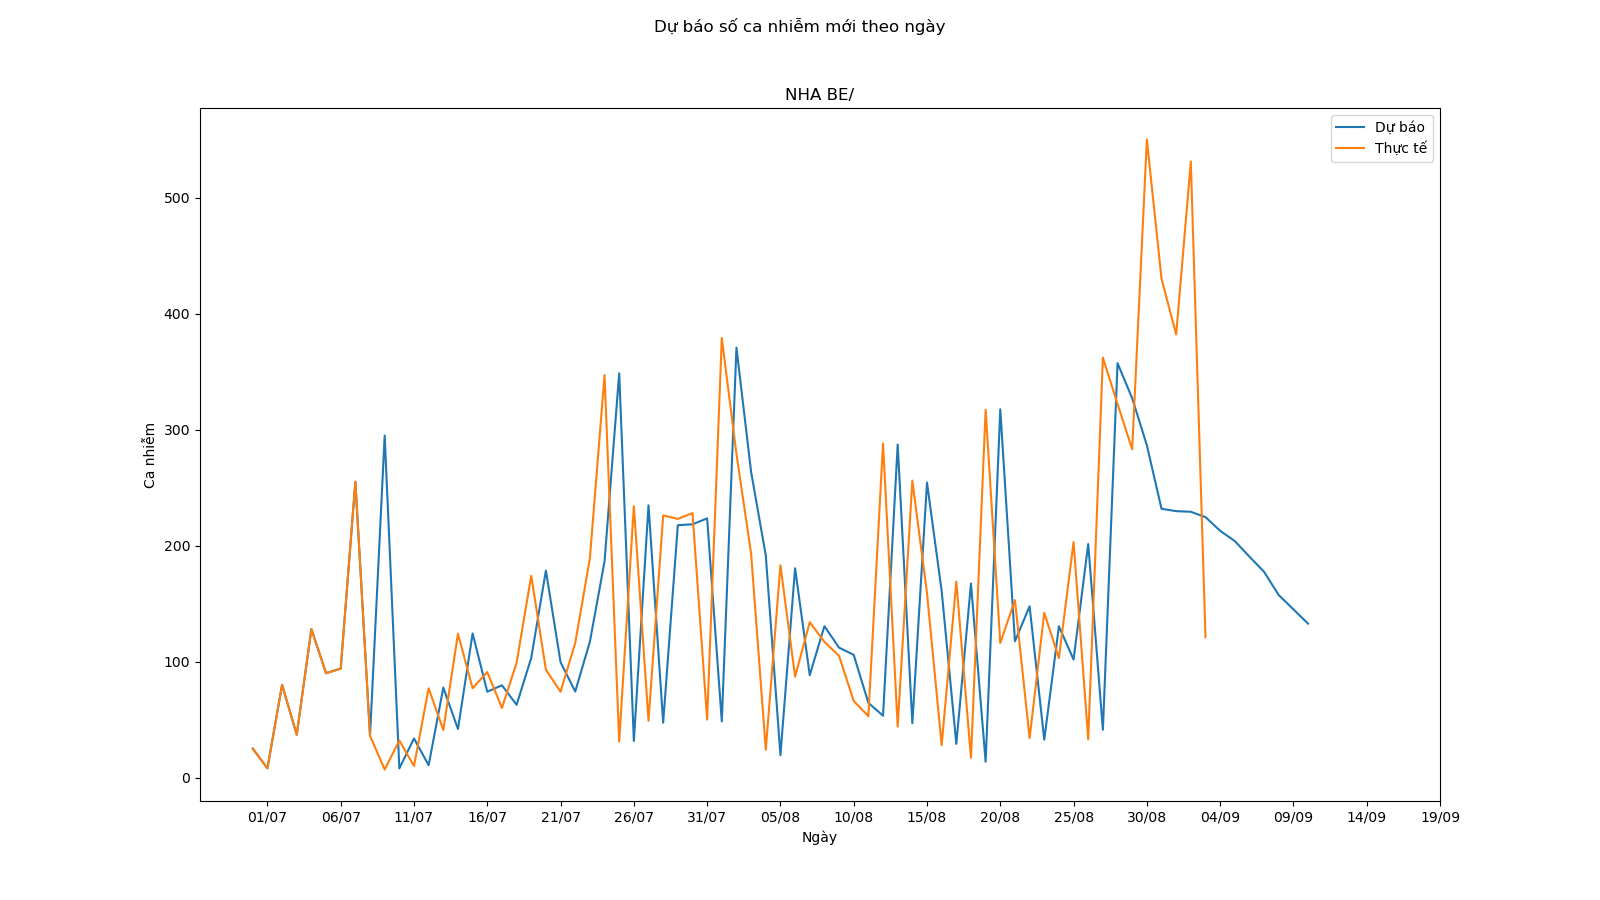 Dự báo số ca nhiễm mới theo ngày
NHA BE/
Dự báo
Thực tế
Ca nhiễm
500
400
300
200
100
0
01/07 06/07 11/07 16/07 21/07 26/07 31/07 05/08 10/08 15/08 20/08 25/08 30/08 04/09 09/09 14/09 19/09
Ngày